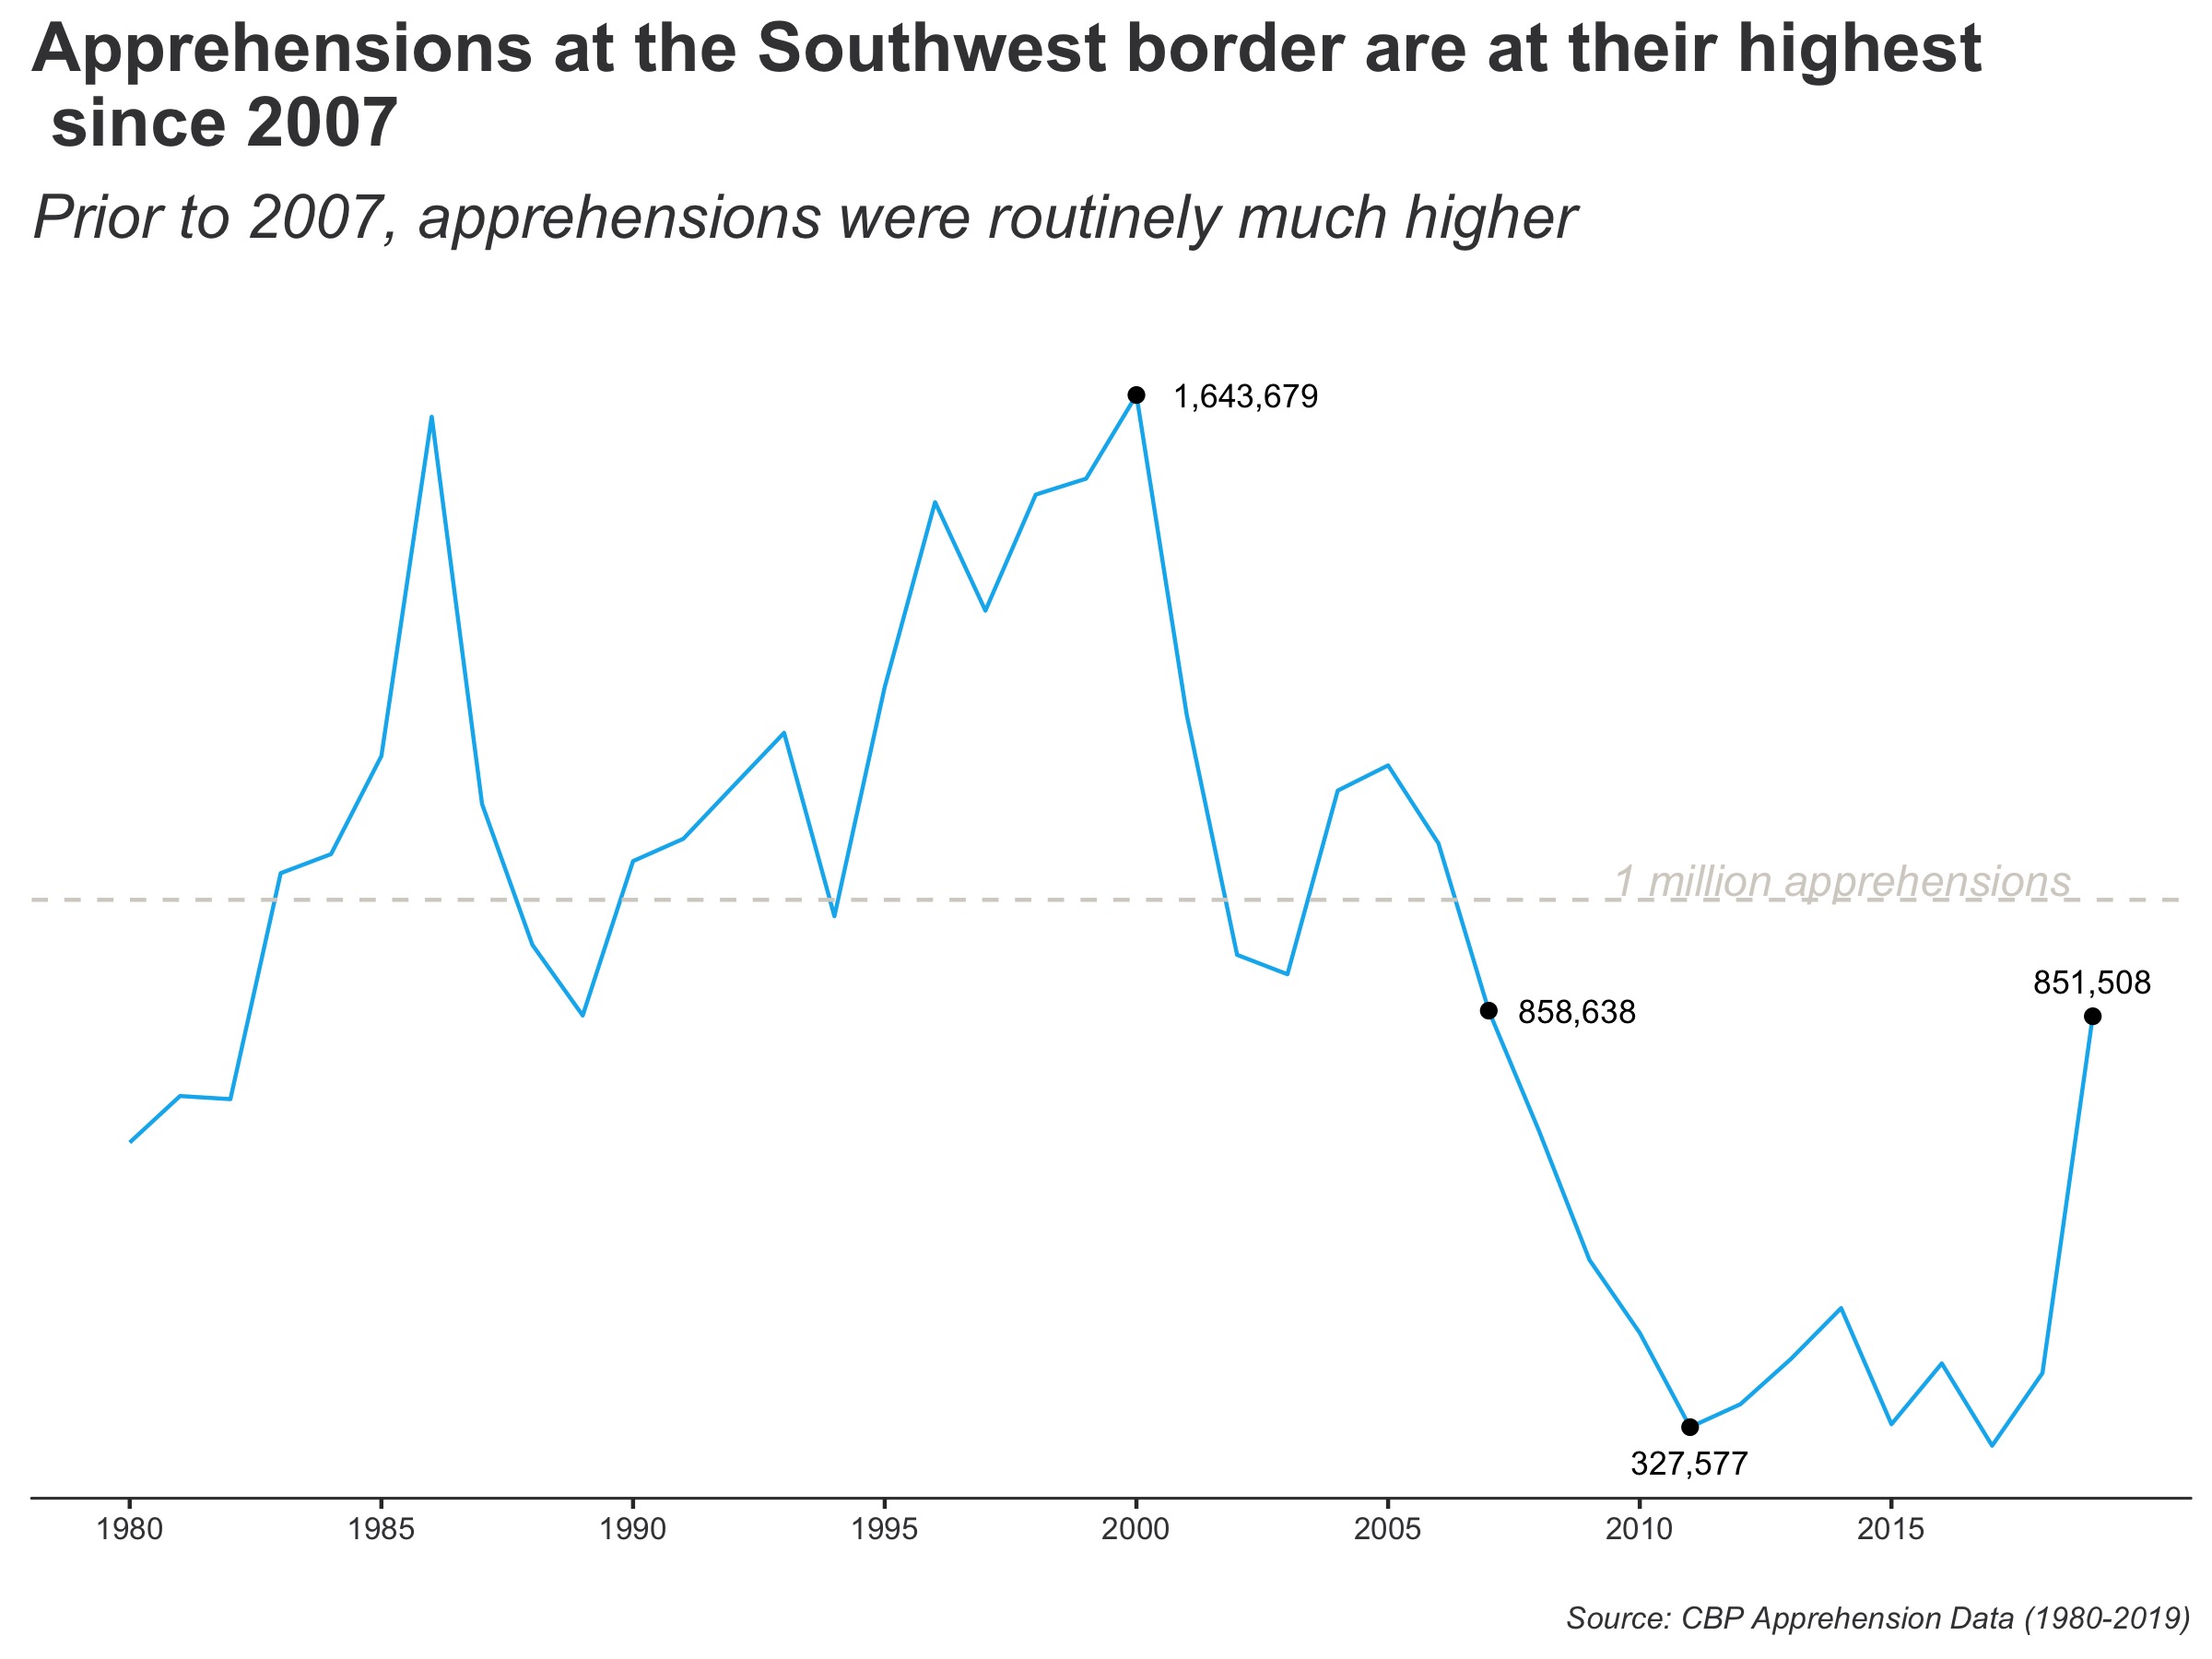 Apprehensions at the Southwest border are at their highest
since 2007
Prior to 2007, apprehensions were routinely much higher
1,643,679
1 million apprehensions
851,508
858,638
327,577
1980 1985 1990 1995 2000 2005 2010 2015
Source: CBP Apprehension Data (1980-2019)